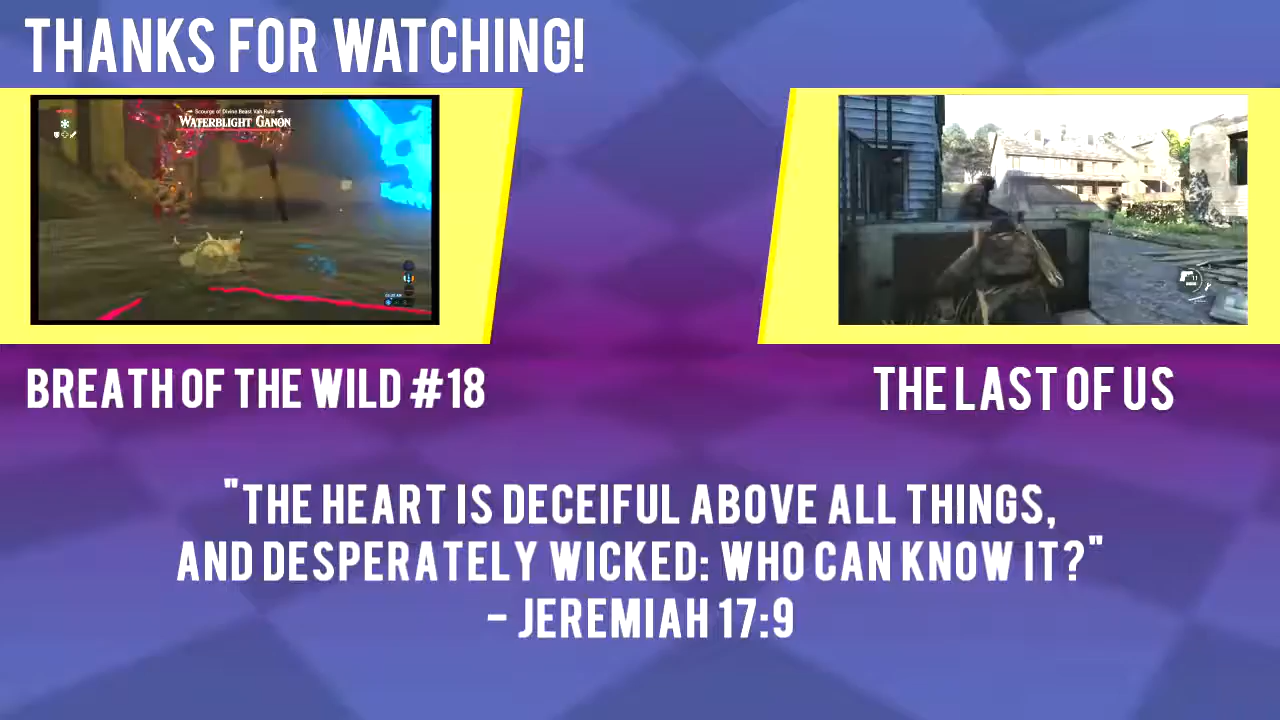 THANKS FOR WATCHING!
Scourge of Divine Beast Vah Ruta
WATERBLIGHT GANON
BREATH OF THE WILD #18
THE LAST OF US
"THE HEART IS DECEIFUL ABOVE ALL THINGS,
AND DESPERATELY WICKED: WHO CAN KNOW IT?"
- JEREMIAH 17:9